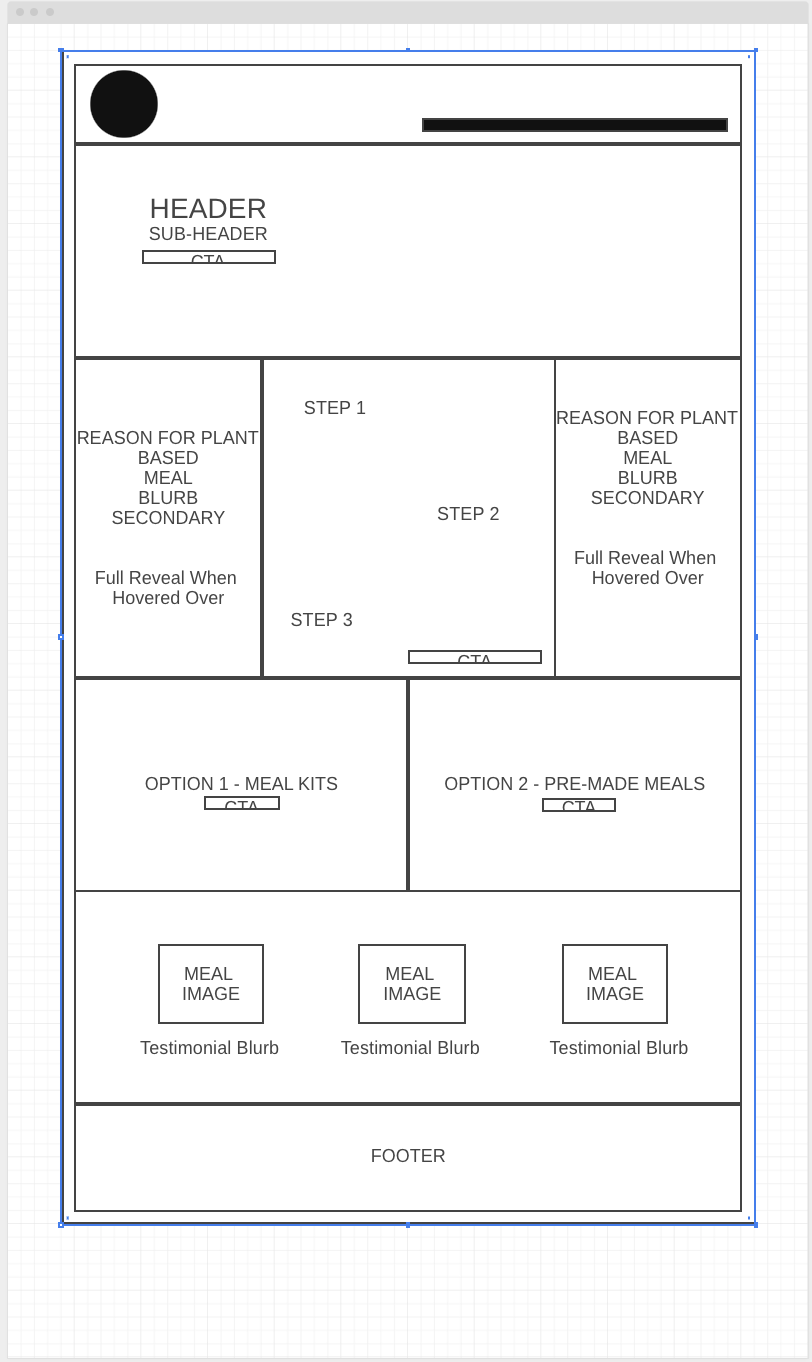 HEADER
SUB-HEADER
CTA
REASON FOR PLANT
BASED
MEAL
BLURB
SECONDARY
Full Reveal When
Hovered Over
STEP 1
STEP 2
STEP 3
CTA
REASON FOR PLANT
BASED
MEAL
BLURB
SECONDARY
Full Reveal When
Hovered Over
OPTION 1 - MEAL KITS
CTA
OPTION 2 - PRE-MADE MEALS
CTA
MEAL
IMAGE
Testimonial Blurb
MEAL
IMAGE
Testimonial Blurb
MEAL
IMAGE
Testimonial Blurb
FOOTER